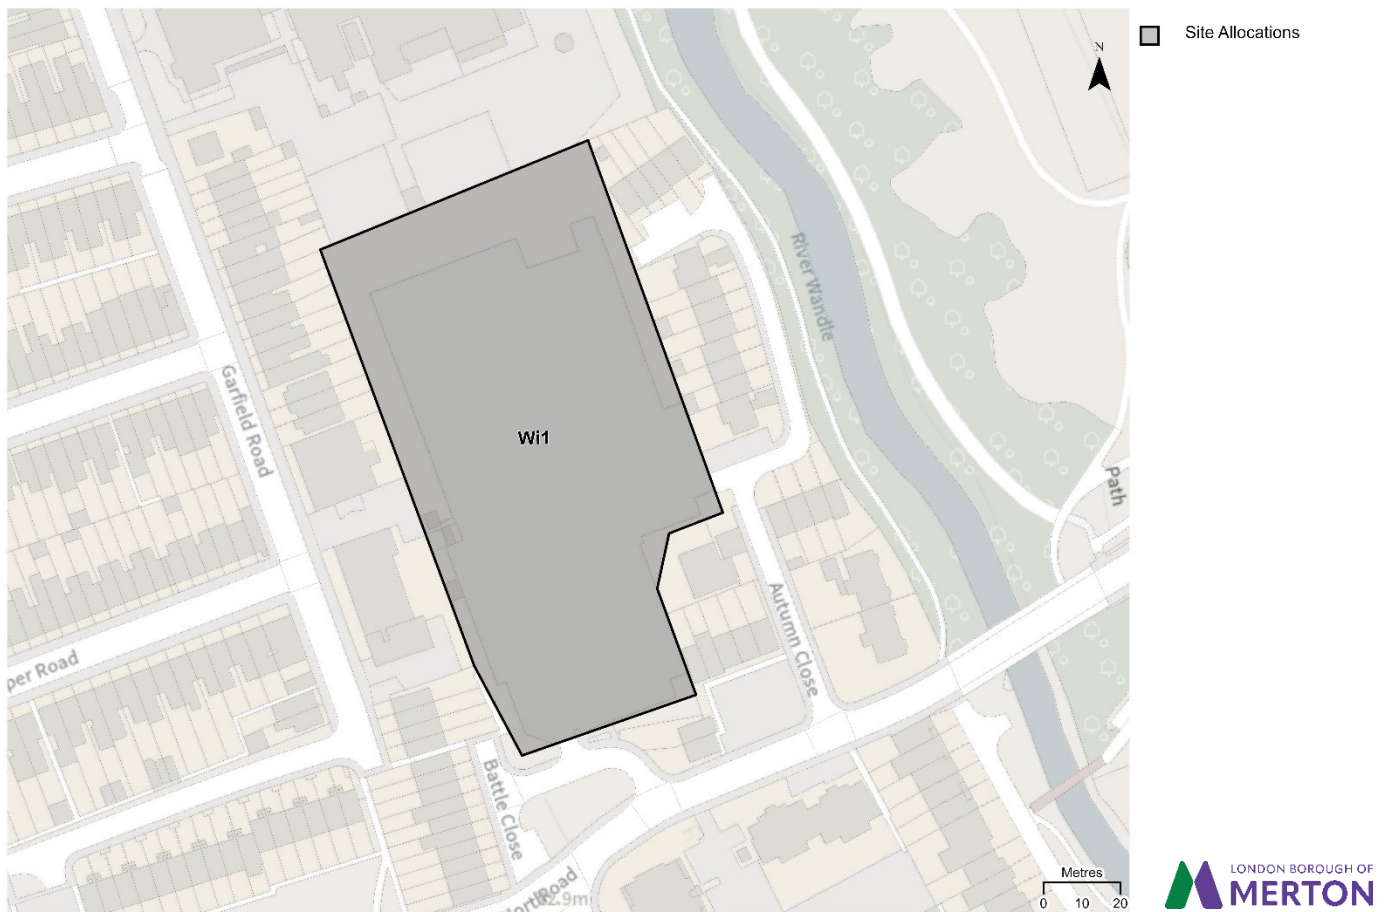 Site Allocations
N
River Wandle
Garfield Road
Wi1
Path
per Road
Autumn Close
Battle Close
Metres
0 10 20
LONDON BOROUGH OF
MERTON
Road